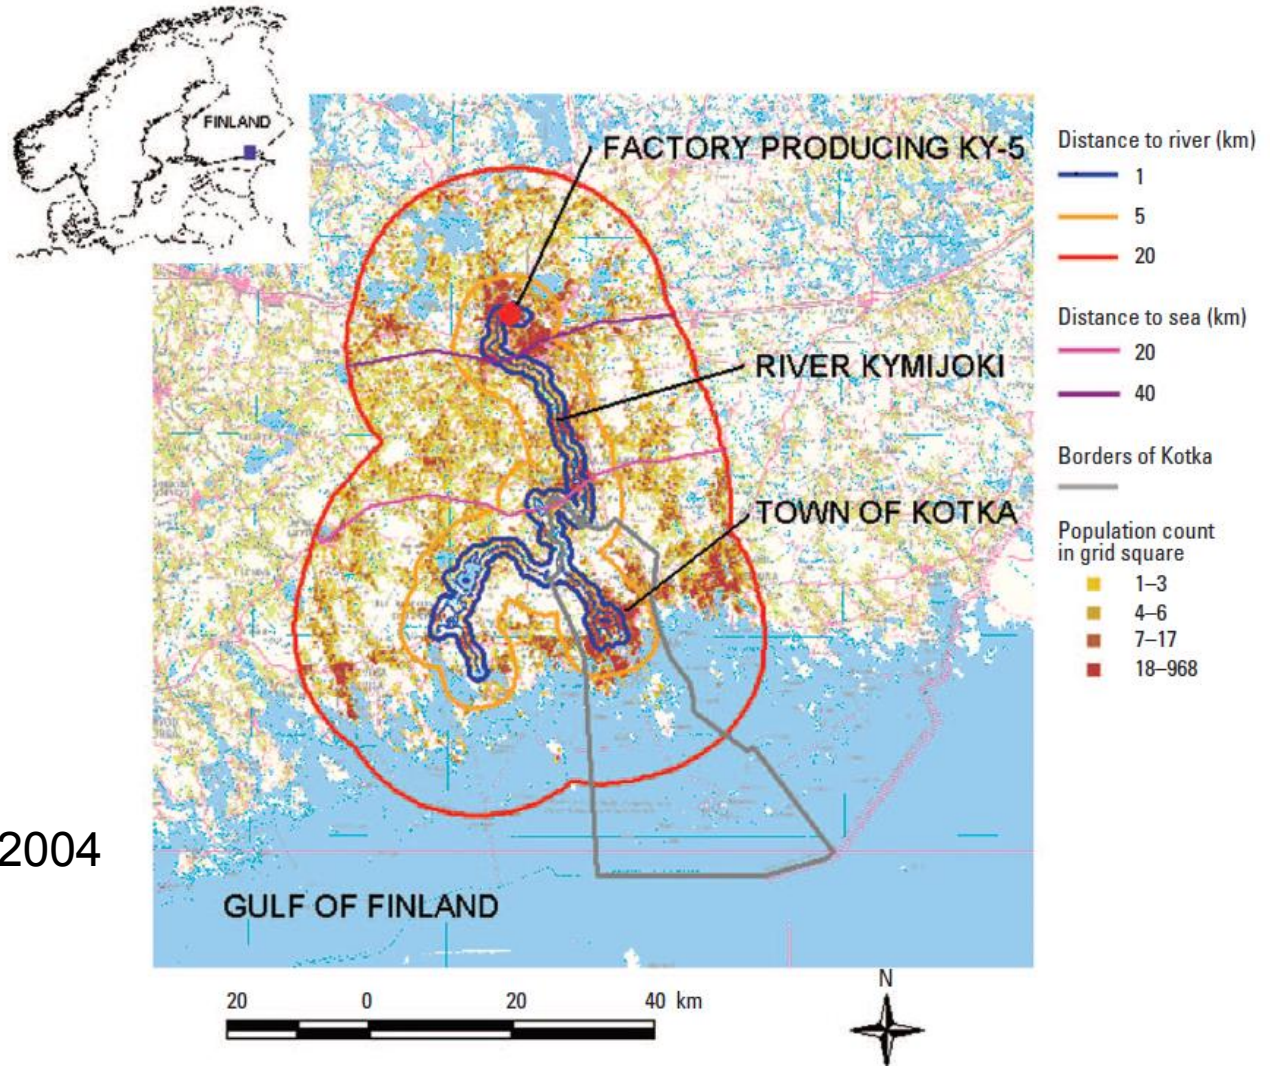 FINLAND
FACTORY PRODUCING KY-5
RIVER KYMIJOKI
TOWN OF KOTKA
GULF OF FINLAND
2004
Distance to river (km)
1
5
20
Distance to sea (km)
20
40
Borders of Kotka
Population count
in grid square
1–3
4–6
7–17
18–968
20 0 20 40 km
N